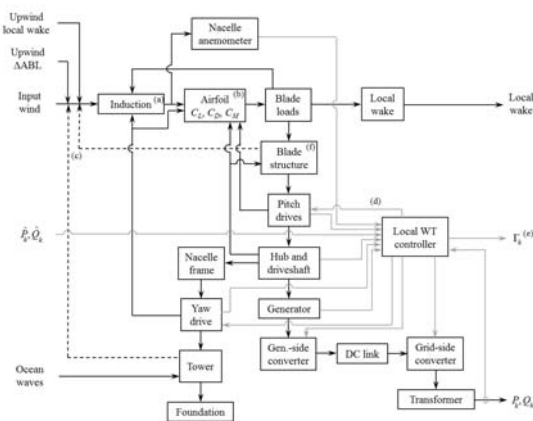 Upwind
local wake
Upwind
ΔABL
Input
wind
Nacelle
anemometer
Induction (a)
Airfoil (b)
C_L, C_D, C_M
Blade
loads
Local
wake
Local
wake
(c)
Blade (f)
structure
Pitch
drives
(d)
P̂_k, Q̂_k
Local WT
controller
Γ_k (e)
Nacelle
frame
Hub and
driveshaft
Yaw
drive
Generator
Gen.-side
converter
DC link
Grid-side
converter
Ocean
waves
Tower
Transformer
P_k, Q_k
Foundation